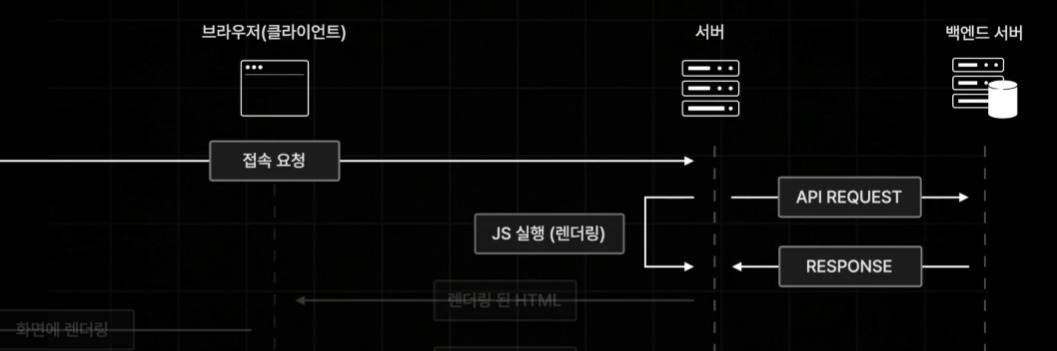 브라우저(클라이언트)
서버
백엔드 서버
접속 요청
API REQUEST
JS 실행 (렌더링)
RESPONSE
렌더링 된 HTML
화면에 렌더링